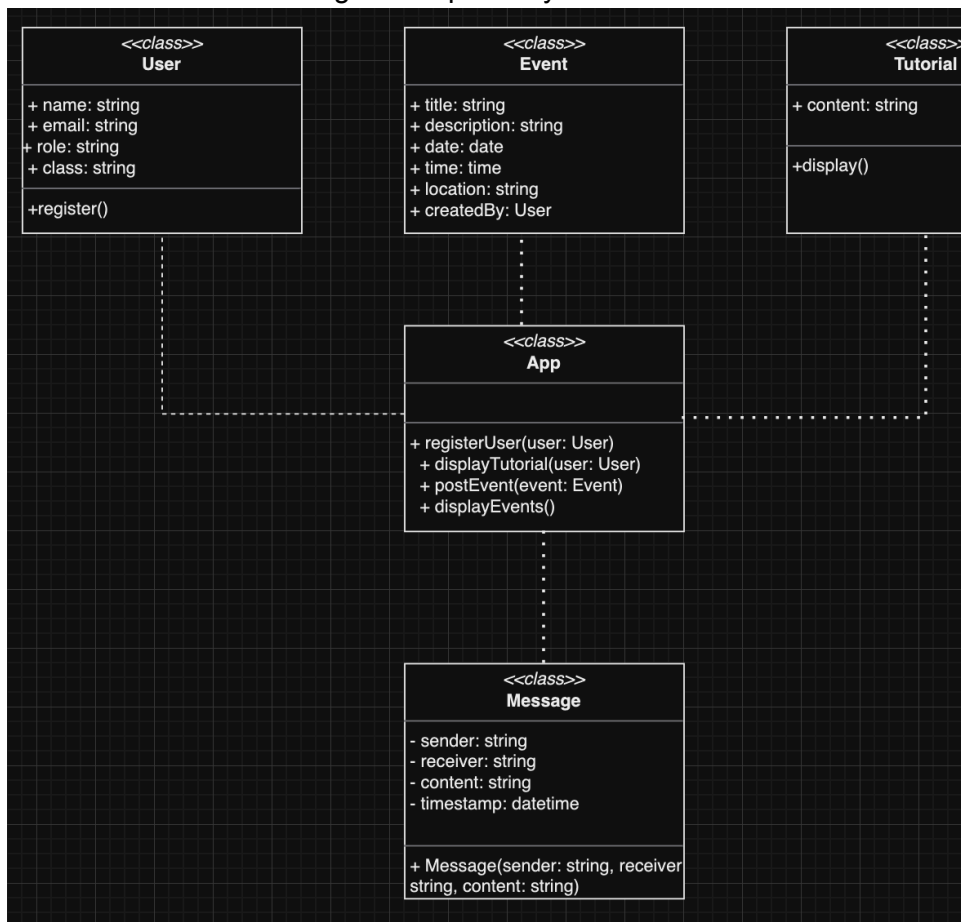 <<class>>
User
+ name: string
+ email: string
+ role: string
+ class: string
+register()
<<class>>
Event
+ title: string
+ description: string
+ date: date
+ time: time
+ location: string
+ createdBy: User
<<class>>
Tutorial
+ content: string
+display()
<<class>>
App
+ registerUser(user: User)
+ displayTutorial(user: User)
+ postEvent(event: Event)
+ displayEvents()
<<class>>
Message
- sender: string
- receiver: string
- content: string
- timestamp: datetime
+ Message(sender: string, receiver
string, content: string)